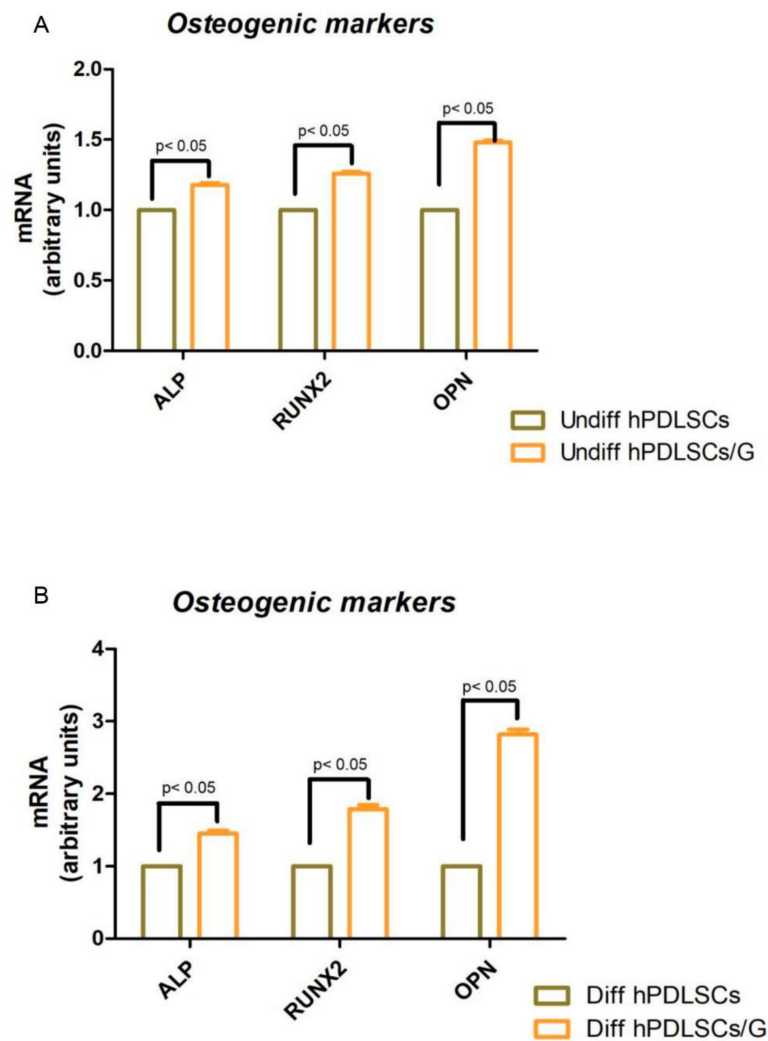 A
Osteogenic markers
mRNA
(arbitrary units)
2.0
1.5
1.0
0.5
0.0
p< 0.05
p< 0.05
p< 0.05
ALP
RUNX2
OPN
Undiff hPDLSCs
Undiff hPDLSCs/G
B
Osteogenic markers
mRNA
(arbitrary units)
4
3
2
1
0
p< 0.05
p< 0.05
p< 0.05
ALP
RUNX2
OPN
Diff hPDLSCs
Diff hPDLSCs/G